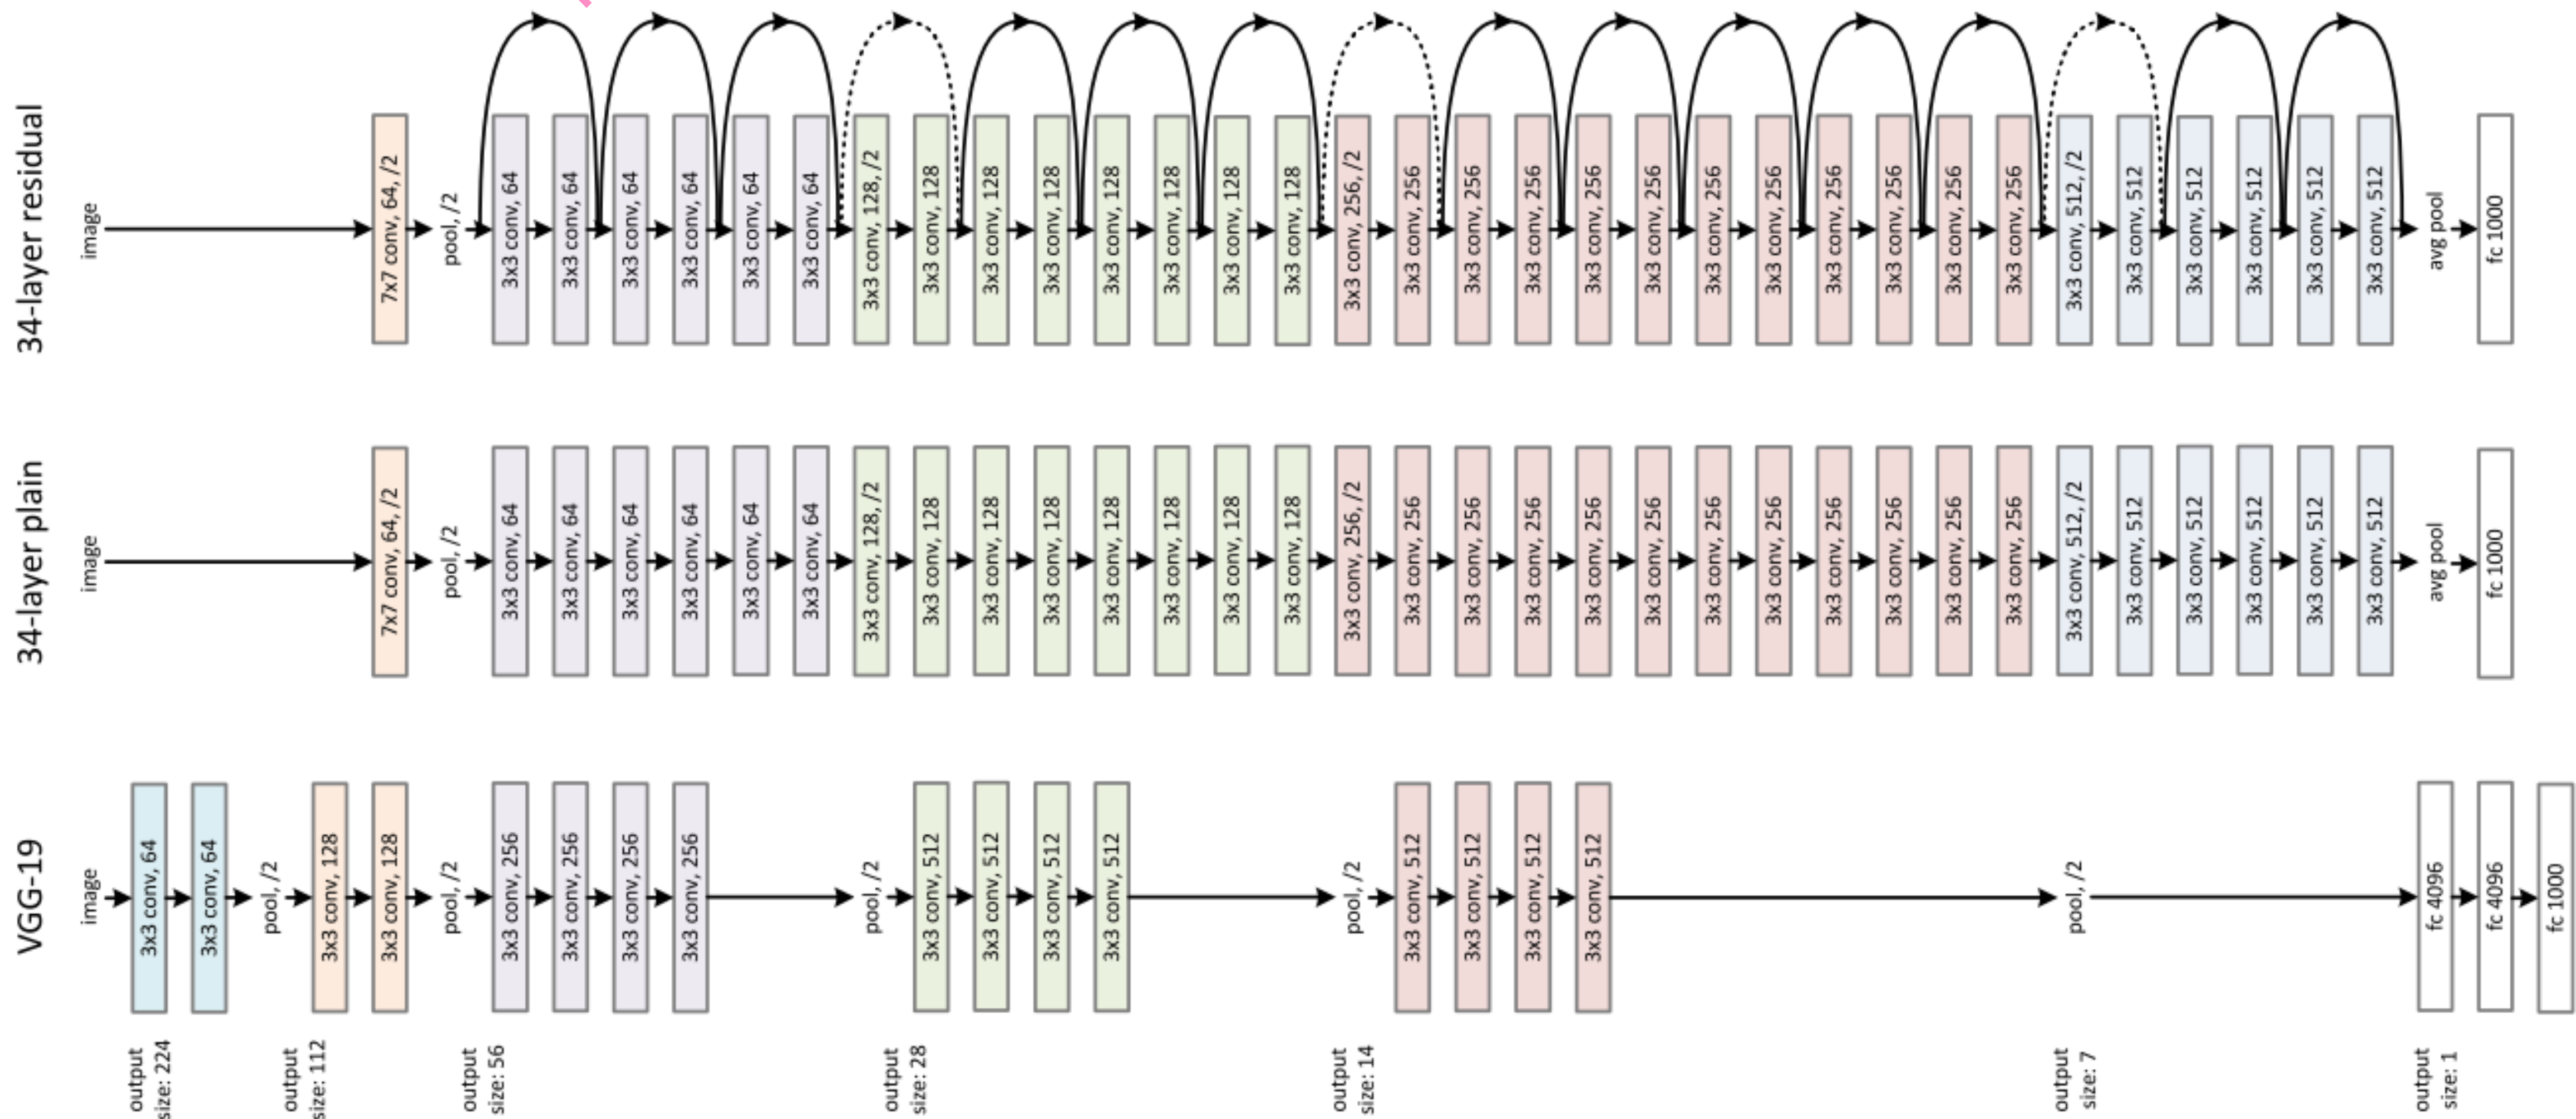 34-layer residual
image
7x7 conv, 64, /2
pool, /2
3x3 conv, 64
3x3 conv, 64
3x3 conv, 64
3x3 conv, 64
3x3 conv, 64
3x3 conv, 64
3x3 conv, 128, /2
3x3 conv, 128
3x3 conv, 128
3x3 conv, 128
3x3 conv, 128
3x3 conv, 128
3x3 conv, 128
3x3 conv, 128
3x3 conv, 256, /2
3x3 conv, 256
3x3 conv, 256
3x3 conv, 256
3x3 conv, 256
3x3 conv, 256
3x3 conv, 256
3x3 conv, 256
3x3 conv, 256
3x3 conv, 256
3x3 conv, 256
3x3 conv, 256
3x3 conv, 512, /2
3x3 conv, 512
3x3 conv, 512
3x3 conv, 512
3x3 conv, 512
3x3 conv, 512
avg pool
fc 1000
34-layer plain
image
7x7 conv, 64, /2
pool, /2
3x3 conv, 64
3x3 conv, 64
3x3 conv, 64
3x3 conv, 64
3x3 conv, 64
3x3 conv, 64
3x3 conv, 128, /2
3x3 conv, 128
3x3 conv, 128
3x3 conv, 128
3x3 conv, 128
3x3 conv, 128
3x3 conv, 128
3x3 conv, 128
3x3 conv, 256, /2
3x3 conv, 256
3x3 conv, 256
3x3 conv, 256
3x3 conv, 256
3x3 conv, 256
3x3 conv, 256
3x3 conv, 256
3x3 conv, 256
3x3 conv, 256
3x3 conv, 256
3x3 conv, 256
3x3 conv, 512, /2
3x3 conv, 512
3x3 conv, 512
3x3 conv, 512
3x3 conv, 512
3x3 conv, 512
avg pool
fc 1000
VGG-19
image
3x3 conv, 64
3x3 conv, 64
pool, /2
3x3 conv, 128
3x3 conv, 128
pool, /2
3x3 conv, 256
3x3 conv, 256
3x3 conv, 256
3x3 conv, 256
pool, /2
3x3 conv, 512
3x3 conv, 512
3x3 conv, 512
3x3 conv, 512
pool, /2
3x3 conv, 512
3x3 conv, 512
3x3 conv, 512
3x3 conv, 512
pool, /2
fc 4096
fc 4096
fc 1000
output
size: 224
output
size: 112
output
size: 56
output
size: 28
output
size: 14
output
size: 7
output
size: 1